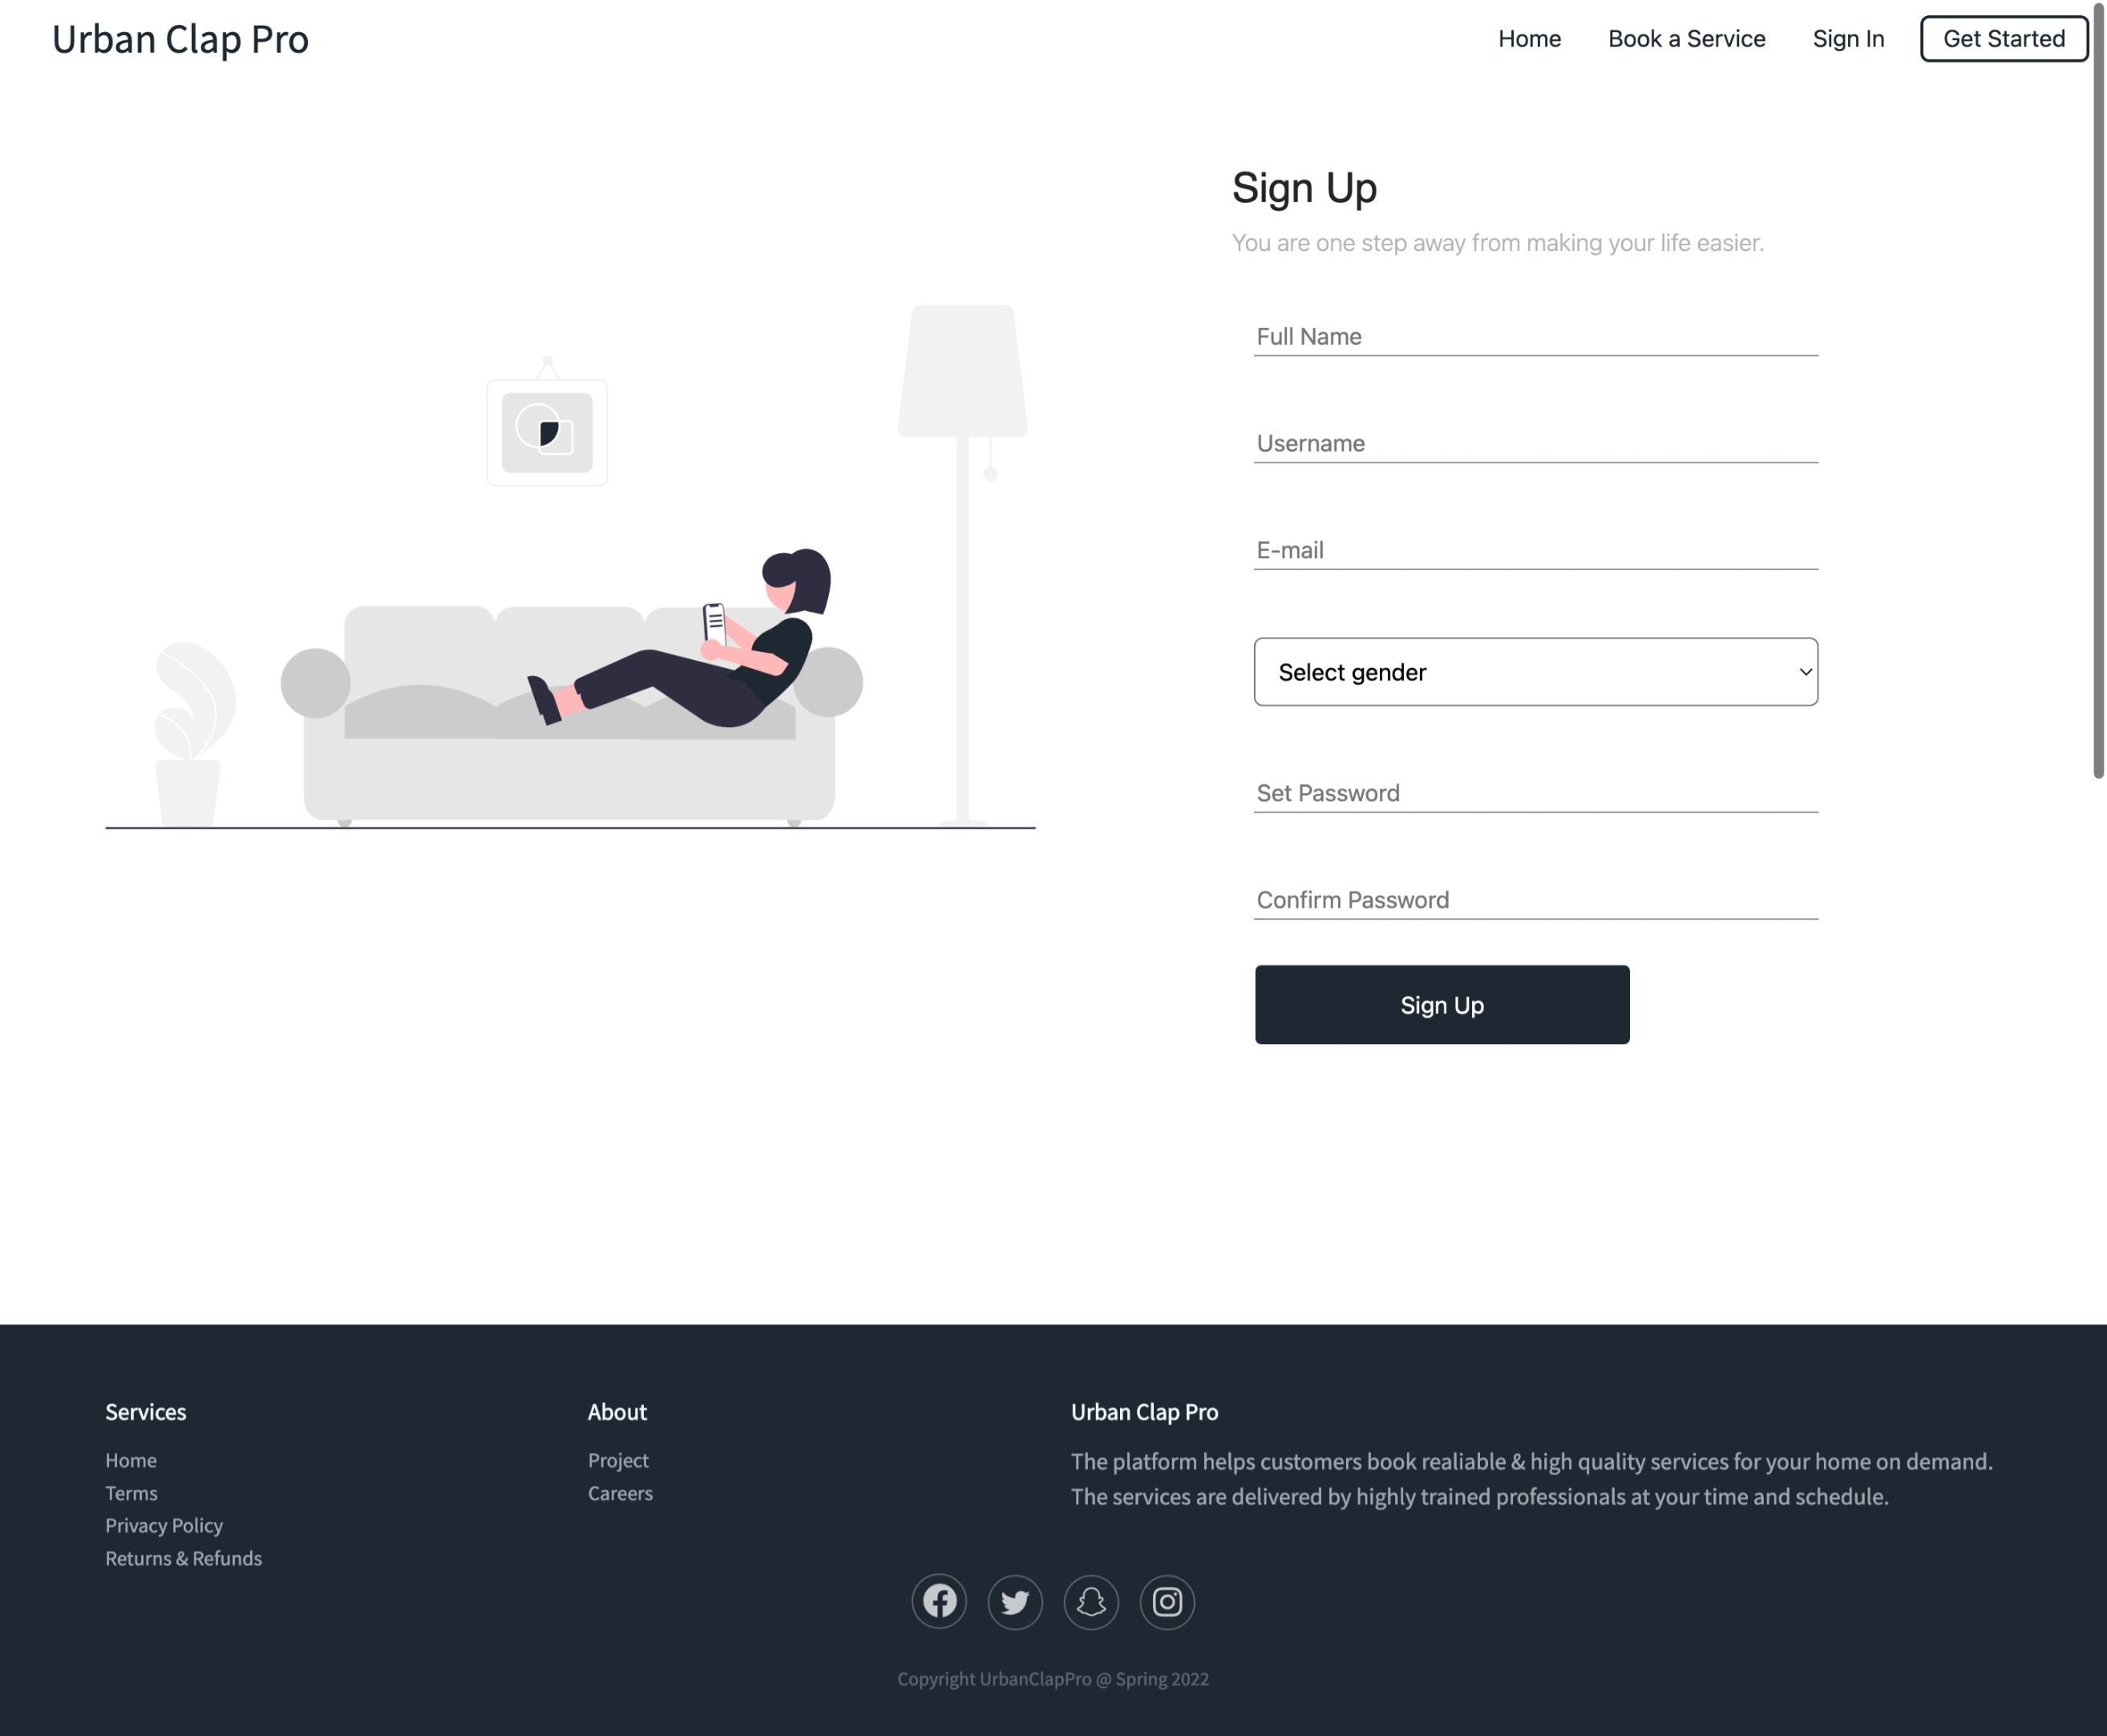 Urban Clap Pro
Home
Book a Service
Sign In
Get Started
Sign Up
You are one step away from making your life easier.
Full Name
Username
E-mail
Select gender
Set Password
Confirm Password
Sign Up
Services
Home
Terms
Privacy Policy
Returns & Refunds
About
Project
Careers
Urban Clap Pro
The platform helps customers book realiable & high quality services for your home on demand.
The services are delivered by highly trained professionals at your time and schedule.
Copyright UrbanClapPro @ Spring 2022